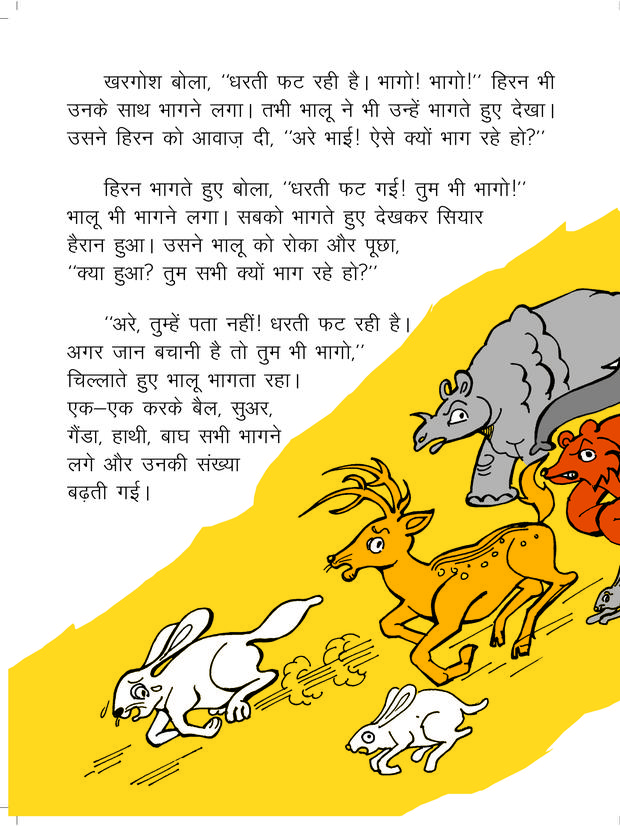 खरगोश बोला, ‘‘धरती फट रही है। भागो! भागो!’’ हिरन भी
उनके साथ भागने लगा। तभी भालू ने भी उन्हें भागते हुए देखा।
उसने हिरन को आवाज़ दी, ‘‘अरे भाई! ऐसे क्यों भाग रहे हो?’’
हिरन भागते हुए बोला, ‘‘धरती फट गई! तुम भी भागो!’’
भालू भी भागने लगा। सबको भागते हुए देखकर सियार
हैरान हुआ। उसने भालू को रोका और पूछा,
‘‘क्या हुआ? तुम सभी क्यों भाग रहे हो?’’
‘‘अरे, तुम्हें पता नहीं! धरती फट रही है।
अगर जान बचानी है तो तुम भी भागो,’’
चिल्लाते हुए भालू भागता रहा।
एक–एक करके बैल, सुअर,
गैंडा, हाथी, बाघ सभी भागने
लगे और उनकी संख्या
बढ़ती गई।